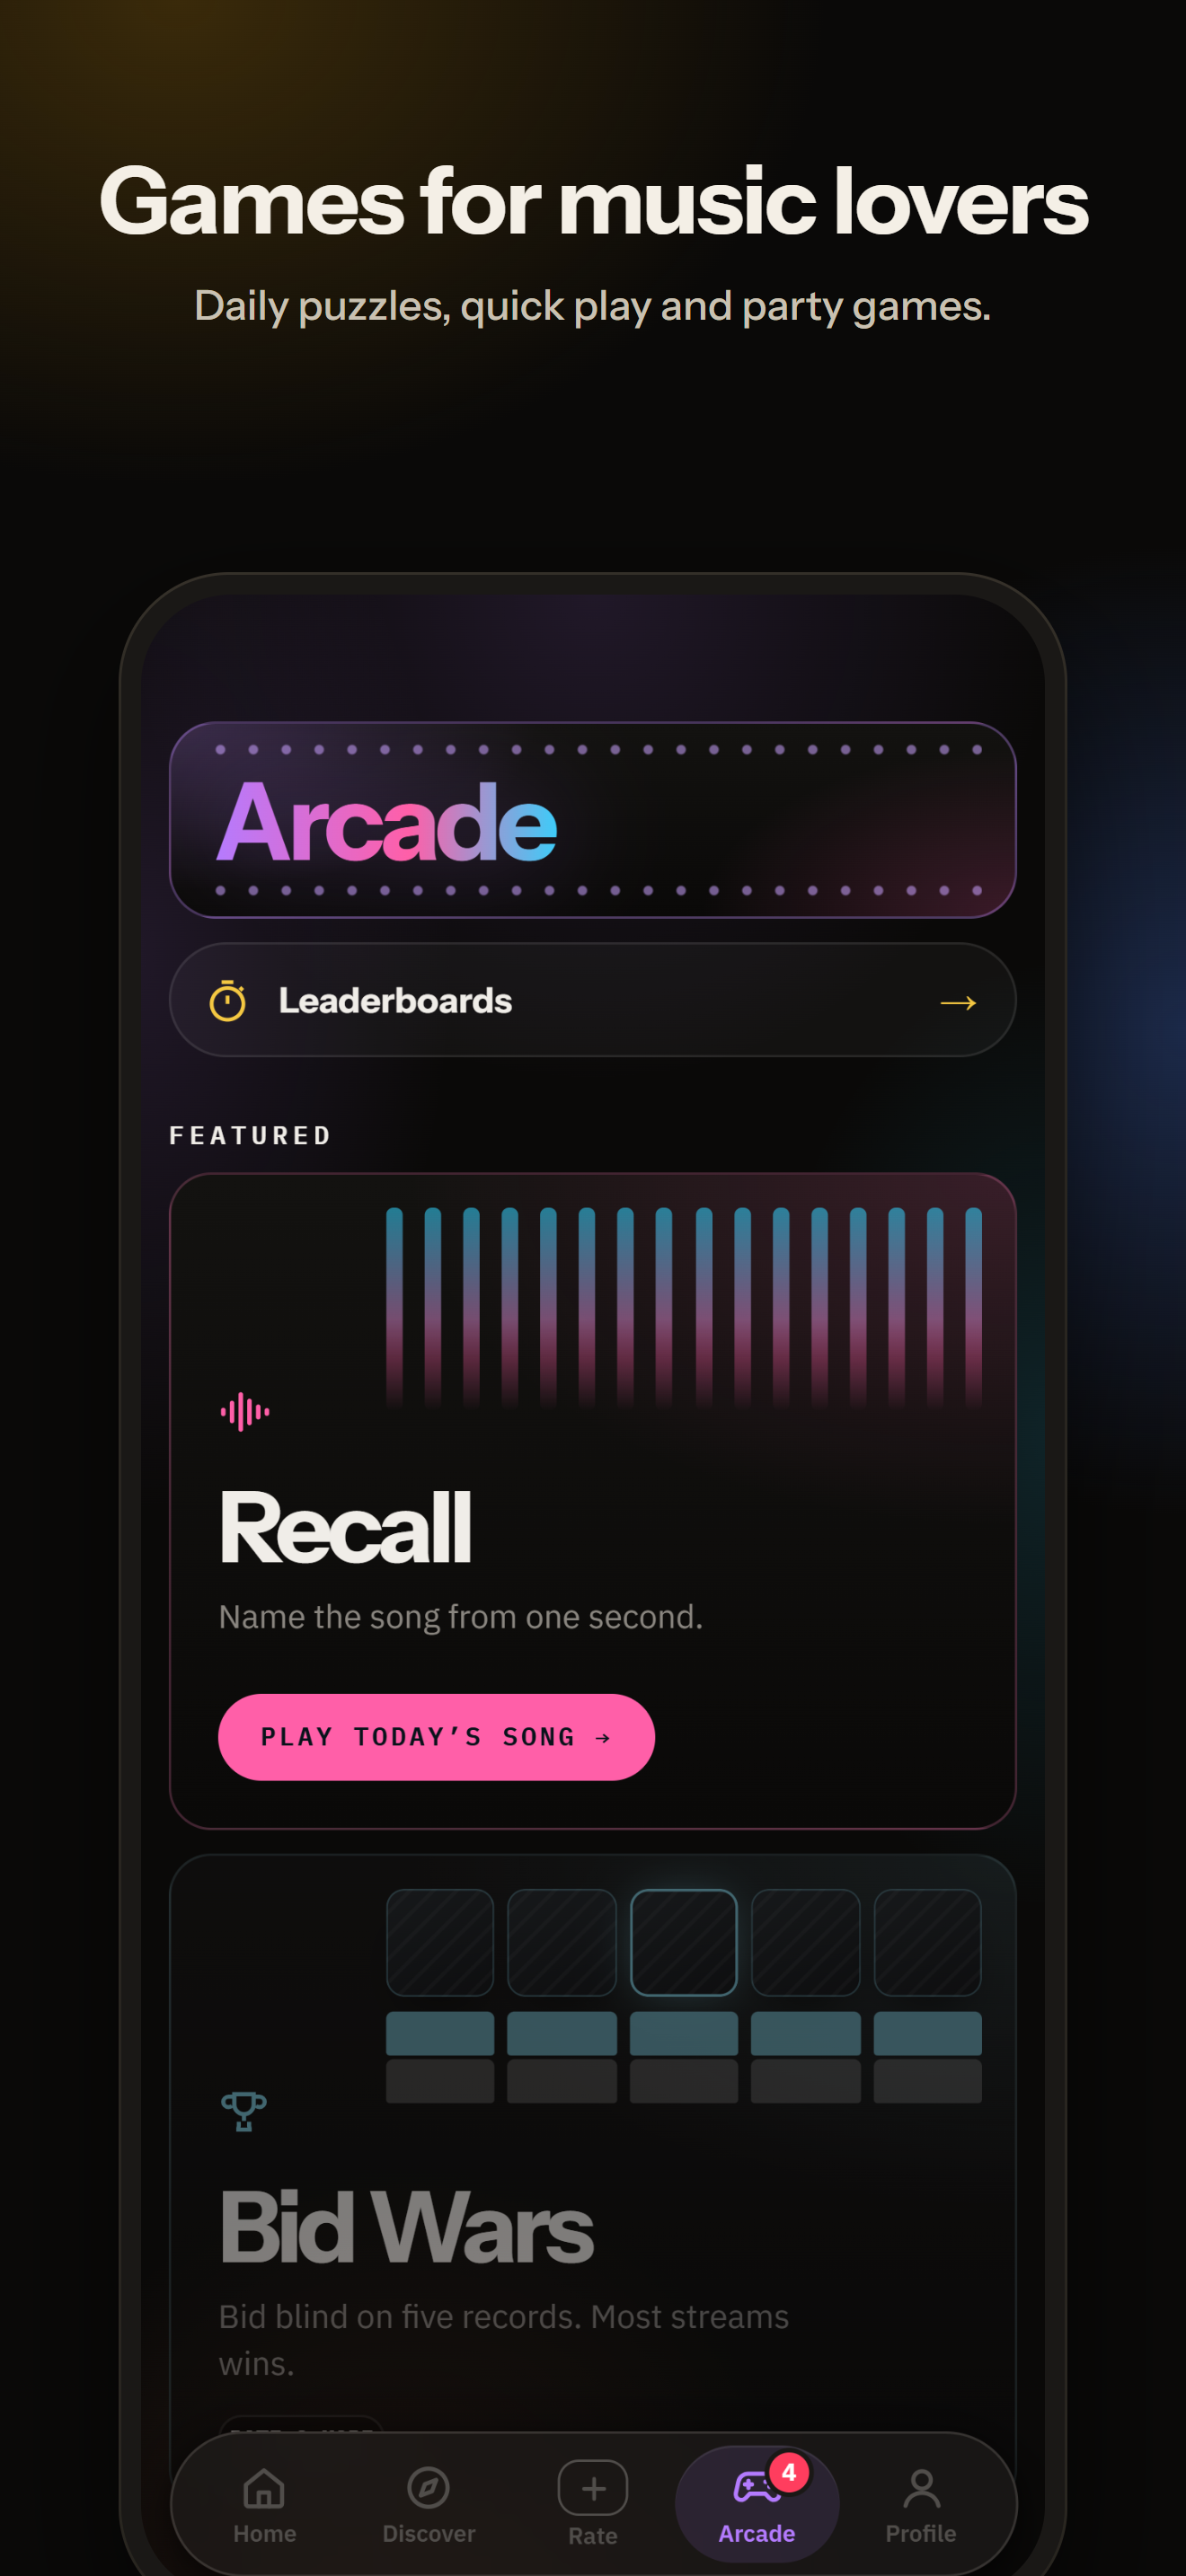 Games for music lovers
Daily puzzles, quick play and party games.
Arcade
Leaderboards →
FEATURED
Recall
Name the song from one second.
PLAY TODAY’S SONG →
Bid Wars
Bid blind on five records. Most streams
wins.
4
Home Discover Rate Arcade Profile